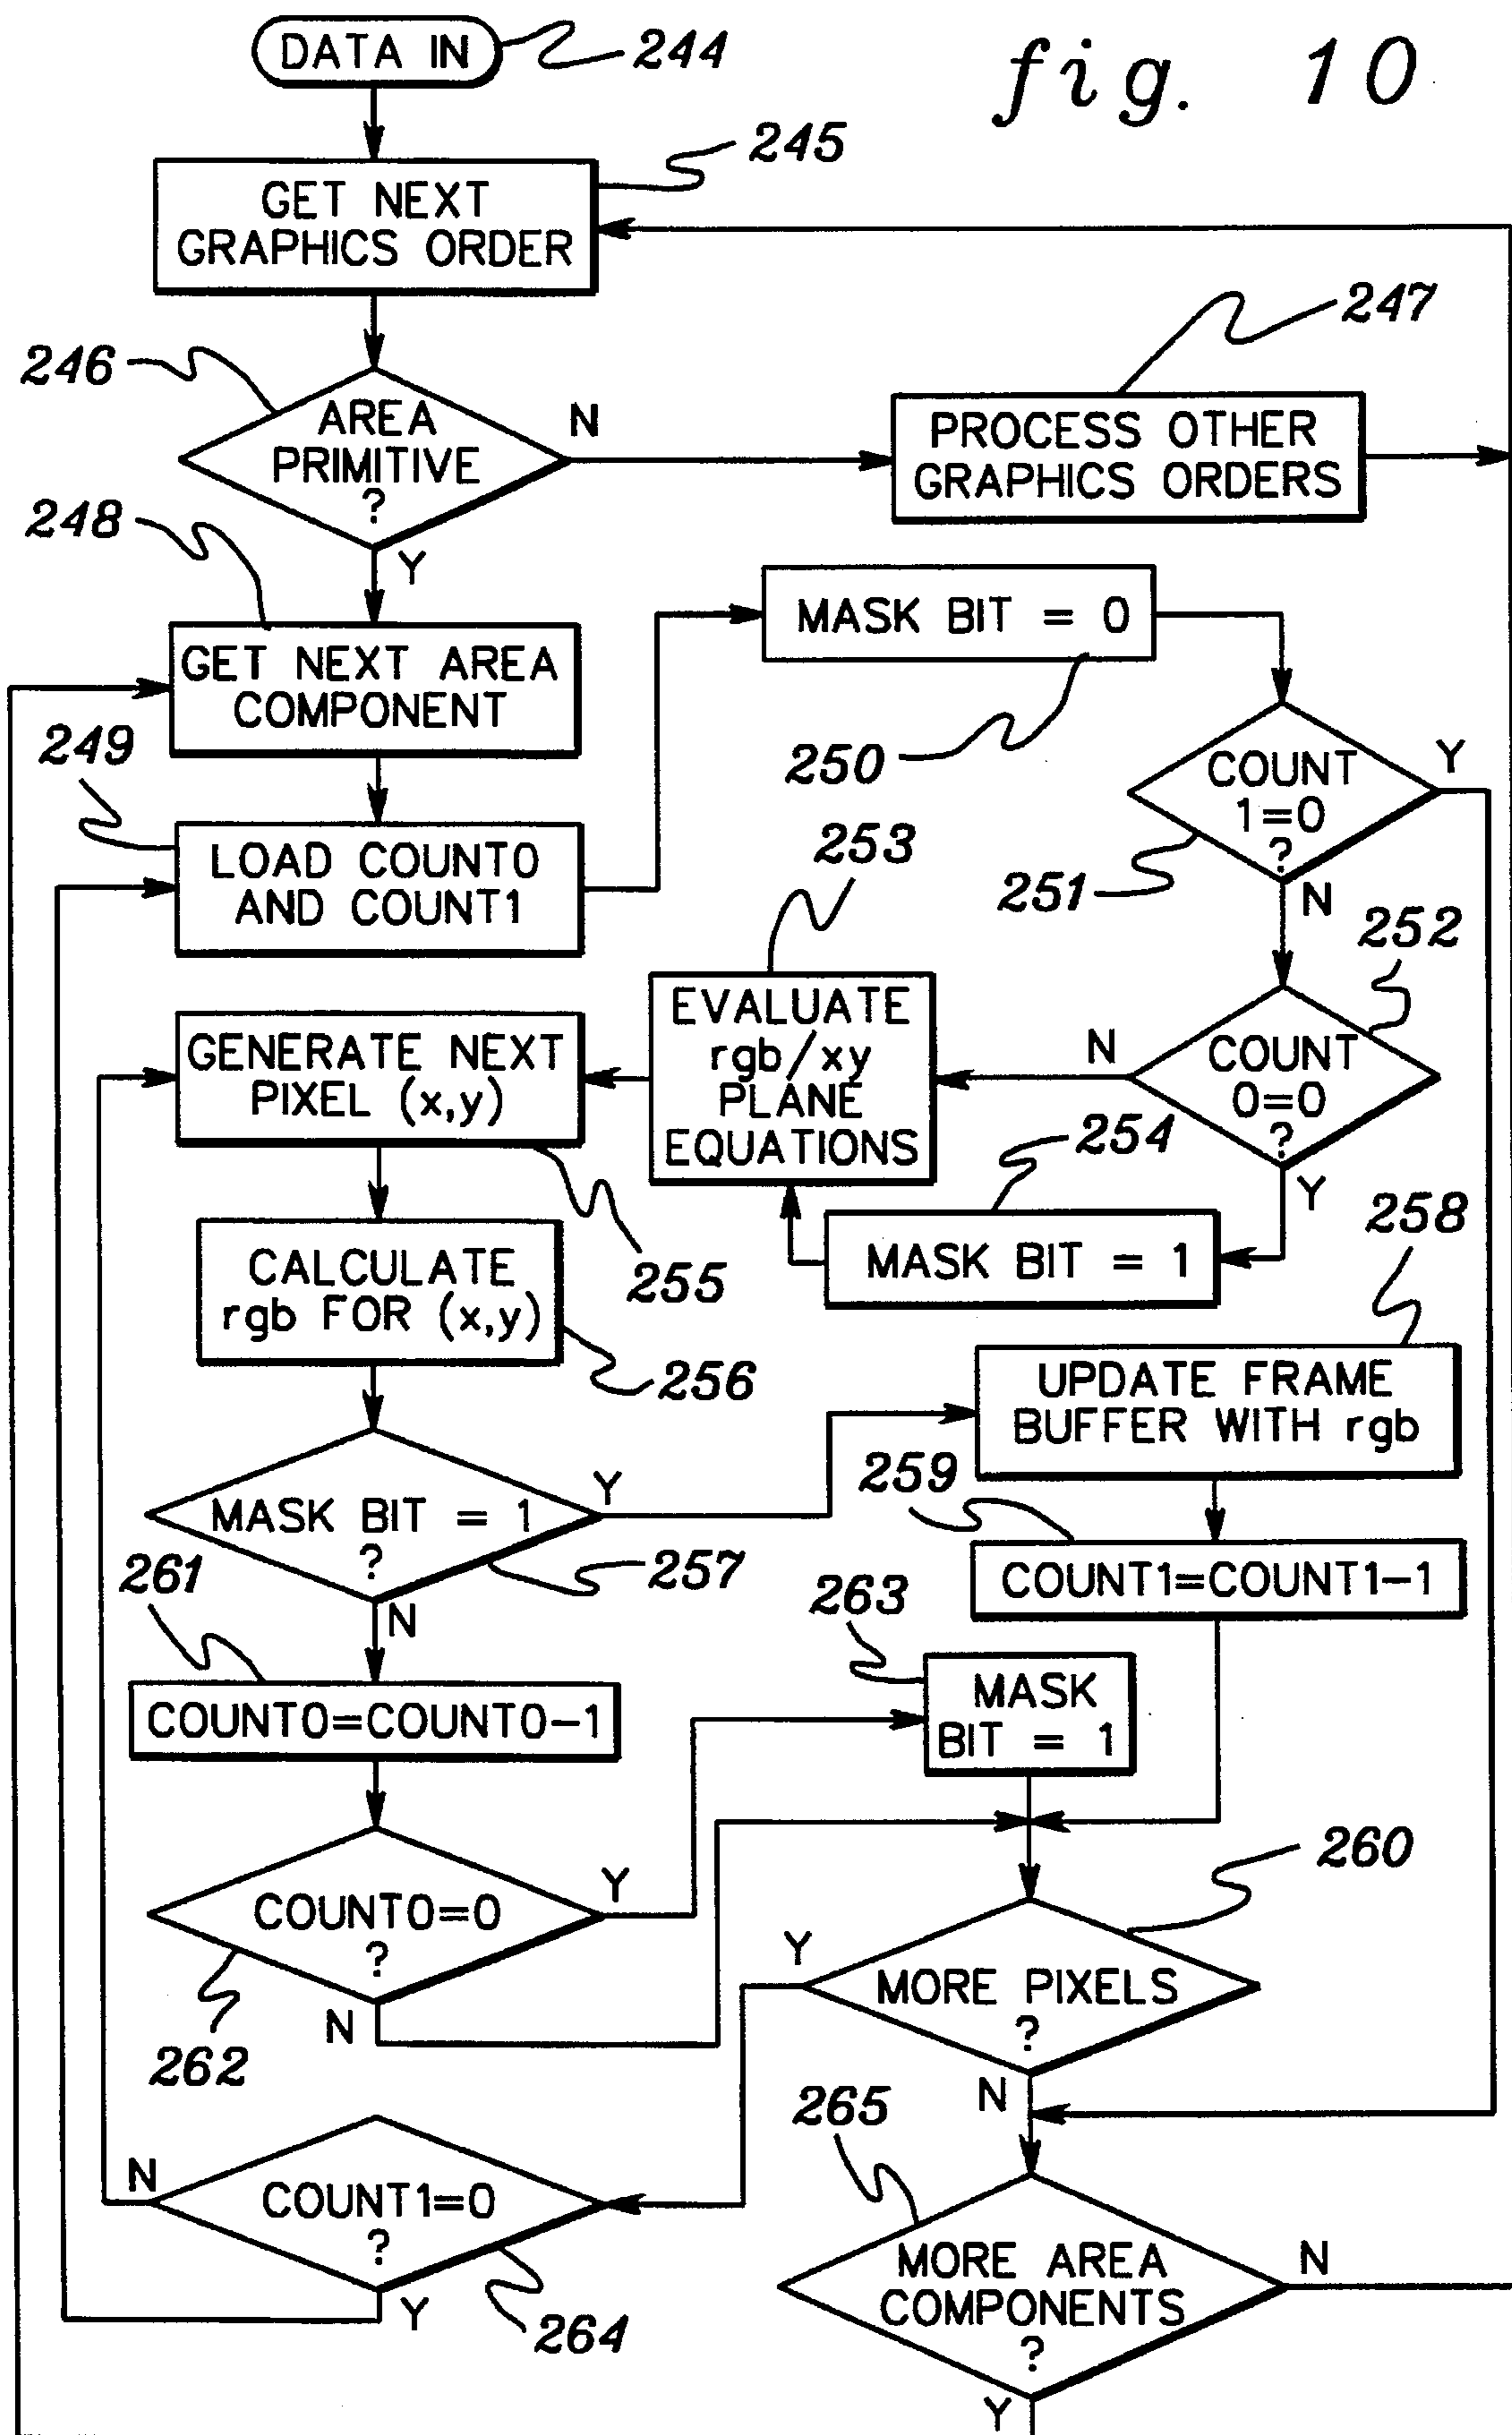 DATA IN
244
fig. 10
245
GET NEXT
GRAPHICS ORDER
247
246
AREA
PRIMITIVE
?
N
PROCESS OTHER
GRAPHICS ORDERS
248
Y
MASK BIT = 0
GET NEXT AREA
COMPONENT
249
250
COUNT
1=0
?
Y
253
LOAD COUNT0
AND COUNT1
251
N
252
EVALUATE
rgb/xy
PLANE
EQUATIONS
GENERATE NEXT
PIXEL (x,y)
N
COUNT
0=0
?
254
Y
258
MASK BIT = 1
CALCULATE
rgb FOR (x,y)
255
256
UPDATE FRAME
BUFFER WITH rgb
259
MASK BIT = 1
?
Y
257
261
COUNT1=COUNT1-1
263
N
MASK
BIT = 1
COUNT0=COUNT0-1
260
COUNT0=0
?
Y
Y
MORE PIXELS
?
N
262
N
265
N
COUNT1=0
?
Y
264
MORE AREA
COMPONENTS
?
N
Y